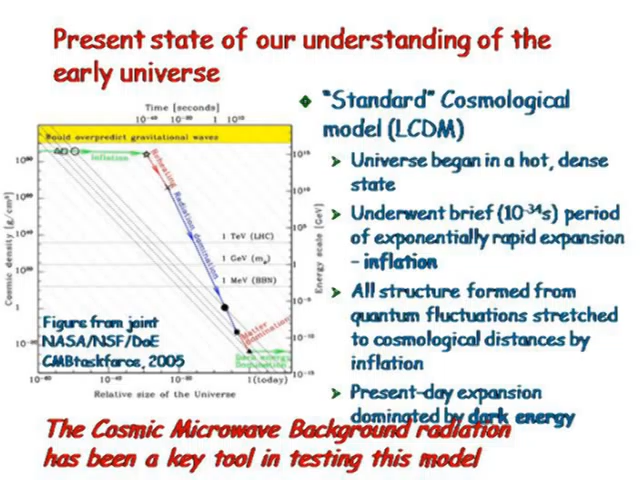 Present state of our understanding of the
early universe
Time [seconds]
1 10¹⁰
Would overpredict gravitational waves
Inflation
Reheating
Radiation domination
Matter
Domination
1 TeV (LHC)
1 GeV (mₚ)
1 MeV (BBN)
Cosmic density [g/cm³]
Energy scale [GeV]
Figure from joint
NASA/NSF/DoE
CMBtaskforce, 2005
1(today)
Relative size of the Universe
"Standard" Cosmological
model (LCDM)
Universe began in a hot, dense
state
Underwent brief (10⁻³⁴s) period
of exponentially rapid expansion
– inflation
All structure formed from
quantum fluctuations stretched
to cosmological distances by
inflation
Present-day expansion
dominated by dark energy
The Cosmic Microwave Background radiation
has been a key tool in testing this model